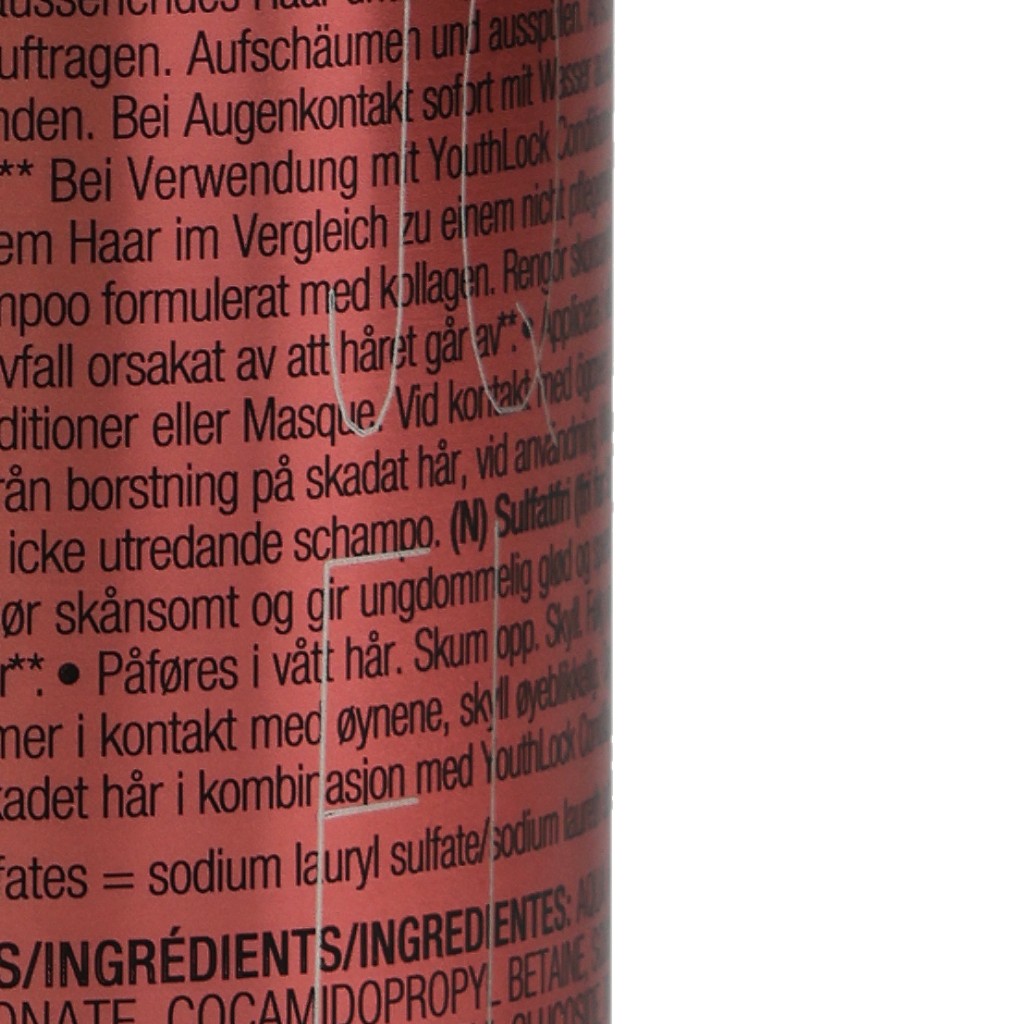 Haar
uftragen. Aufschäumen und ausspülen.
nden. Bei Augenkontakt sofort mit Wasser
** Bei Verwendung mit YouthLock
em Haar im Vergleich zu einem nicht
npoo formulerat med kollagen. Rengör
vfall orsakat av att håret går av**. •
ditioner eller Masque. Vid kontakt med
rån borstning på skadat hår, vid användning
icke utredande schampo. (N) Sulfatfri
ør skånsomt og gir ungdommelig glød og
r**. • Påføres i vått hår. Skum opp. Skyll.
mer i kontakt med øynene, skyll øyeblikkelig
kadet hår i kombinasjon med YouthLock
fates = sodium lauryl sulfate/sodium
S/INGRÉDIENTS/INGREDIENTES:
ONATE, COCAMIDOPROPYL BETAINE,